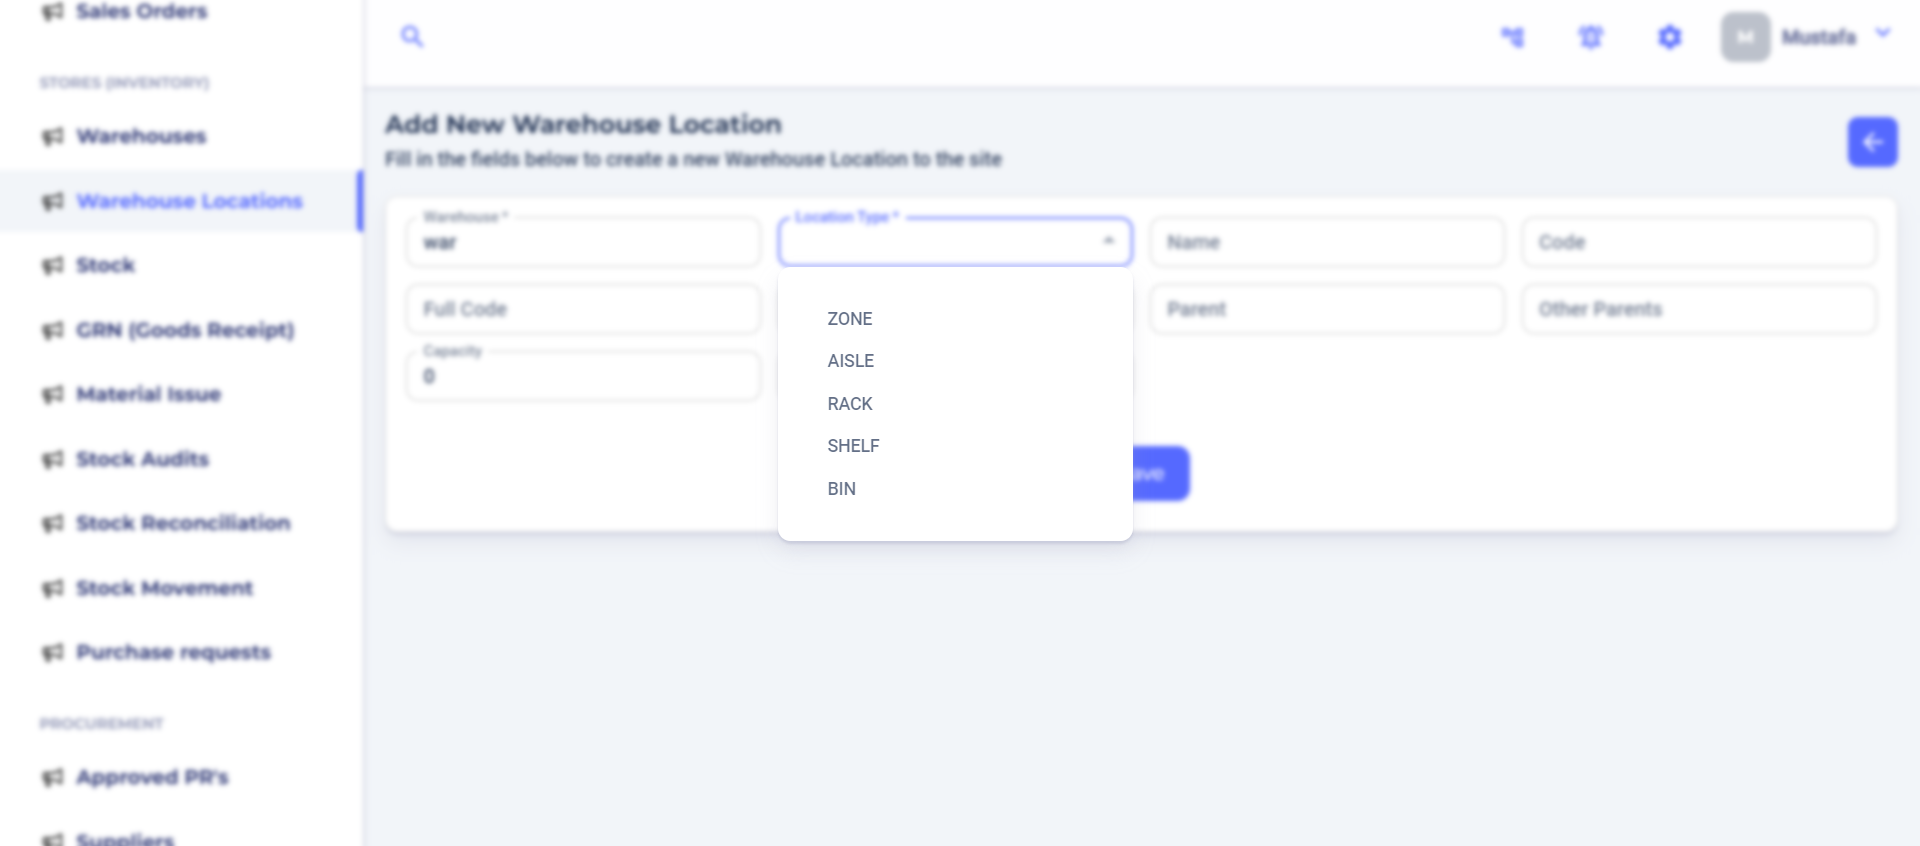 Sales Orders
STORES (INVENTORY)
Warehouses
Warehouse Locations
Stock
GRN (Goods Receipt)
Material Issue
Stock Audits
Stock Reconciliation
Stock Movement
Purchase requests
PROCUREMENT
Approved PR's
Suppliers
M
Mustafa
Add New Warehouse Location
Fill in the fields below to create a new Warehouse Location to the site
Warehouse *
war
Location Type *
Name
Code
Full Code
Parent
Other Parents
Capacity
0
ZONE
AISLE
RACK
SHELF
BIN
ave